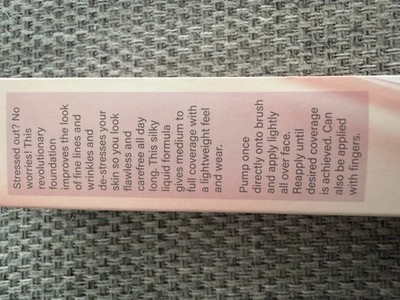 Stressed out? No
worries! This
revolutionary
foundation
improves the look
of fine lines and
wrinkles and
de-stresses your
skin so you look
flawless and
carefree all day
long. This silky
liquid formula
gives medium to
full coverage with
a lightweight feel
and wear.
Pump once
directly onto brush
and apply lightly
all over face.
Reapply until
desired coverage
is achieved. Can
also be applied
with fingers.